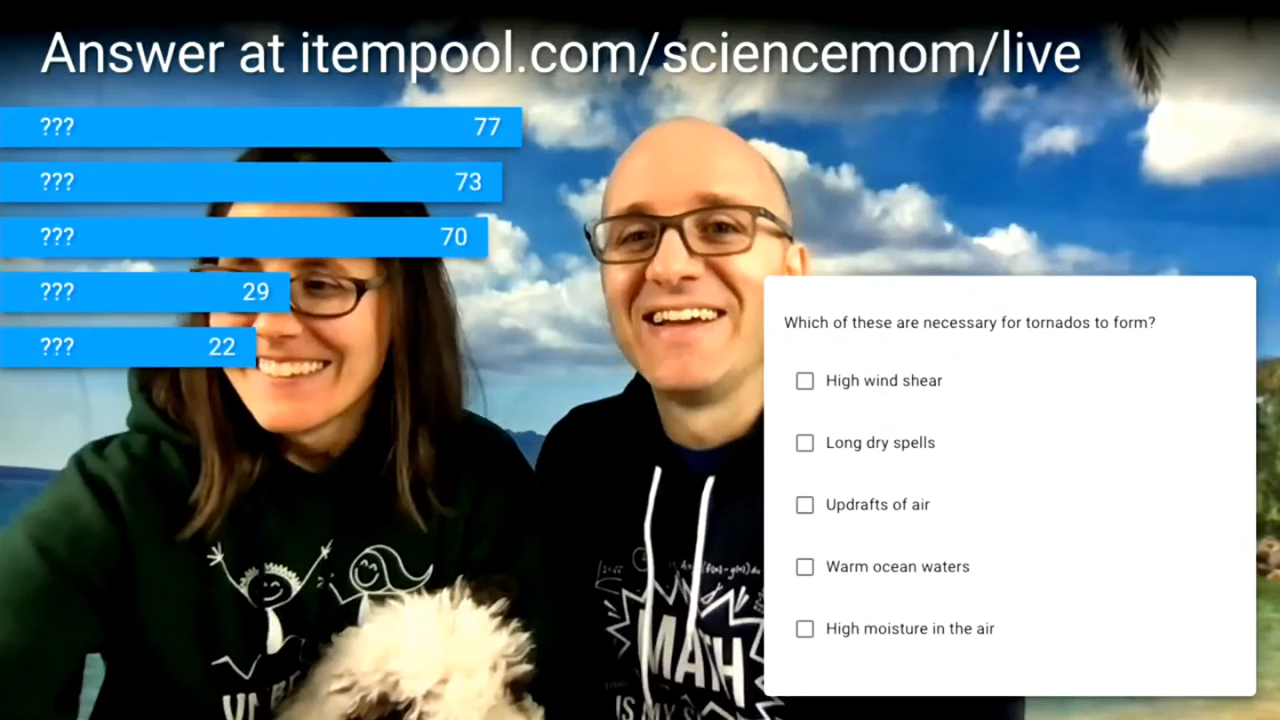 Answer at itempool.com/sciencemom/live
??? 77
??? 73
??? 70
??? 29
??? 22
Which of these are necessary for tornados to form?
High wind shear
Long dry spells
Updrafts of air
Warm ocean waters
High moisture in the air
MATH